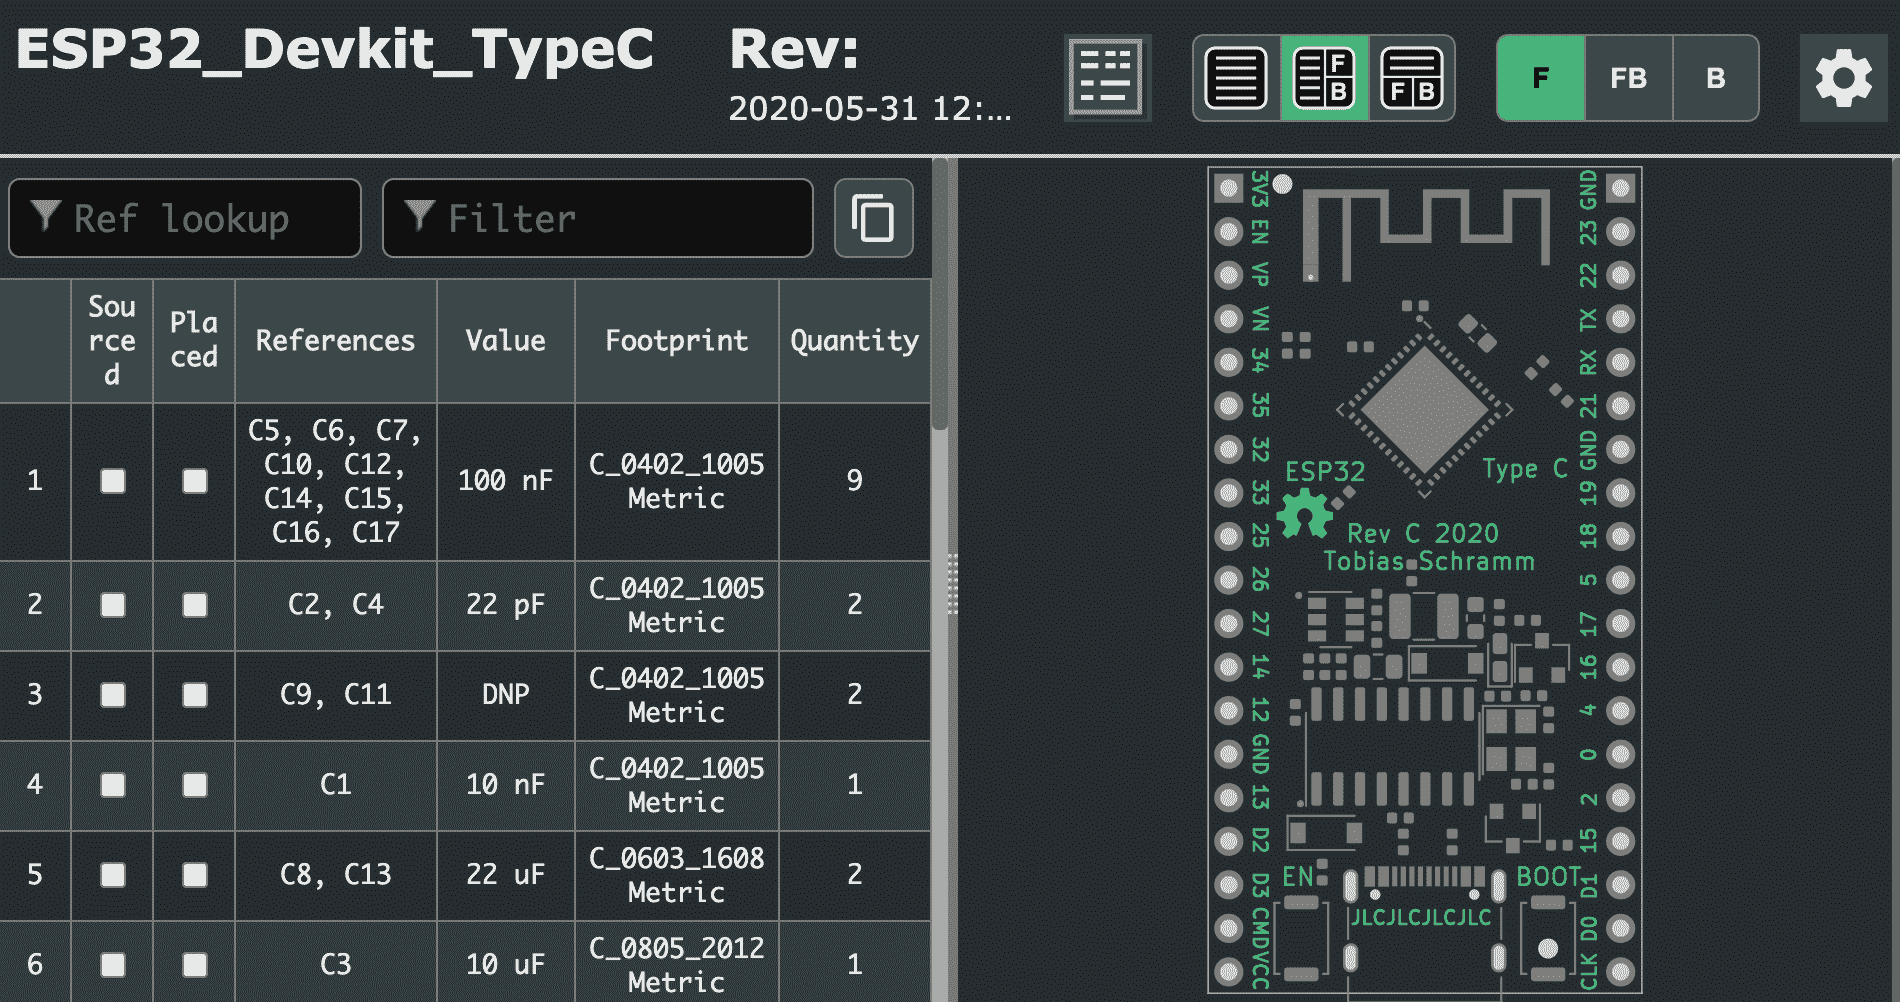 ESP32_Devkit_TypeC
Rev:
2020-05-31 12:...
F
B
F B
F
FB
B
Ref lookup
Filter
Sou
rce
d
Pla
ced
References
Value
Footprint
Quantity
1
C5, C6, C7,
C10, C12,
C14, C15,
C16, C17
100 nF
C_0402_1005
Metric
9
2
C2, C4
22 pF
C_0402_1005
Metric
2
3
C9, C11
DNP
C_0402_1005
Metric
2
4
C1
10 nF
C_0402_1005
Metric
1
5
C8, C13
22 uF
C_0603_1608
Metric
2
6
C3
10 uF
C_0805_2012
Metric
1
3V3
EN
VP
VN
34
35
32
33
25
26
27
14
12
GND
13
D2
D3
CMD
VCC
GND
23
22
TX
RX
21
GND
19
18
5
17
16
4
0
2
15
D1
D0
CLK
ESP32
Type C
Rev C 2020
Tobias Schramm
EN
BOOT
JLCJLCJLCJLC